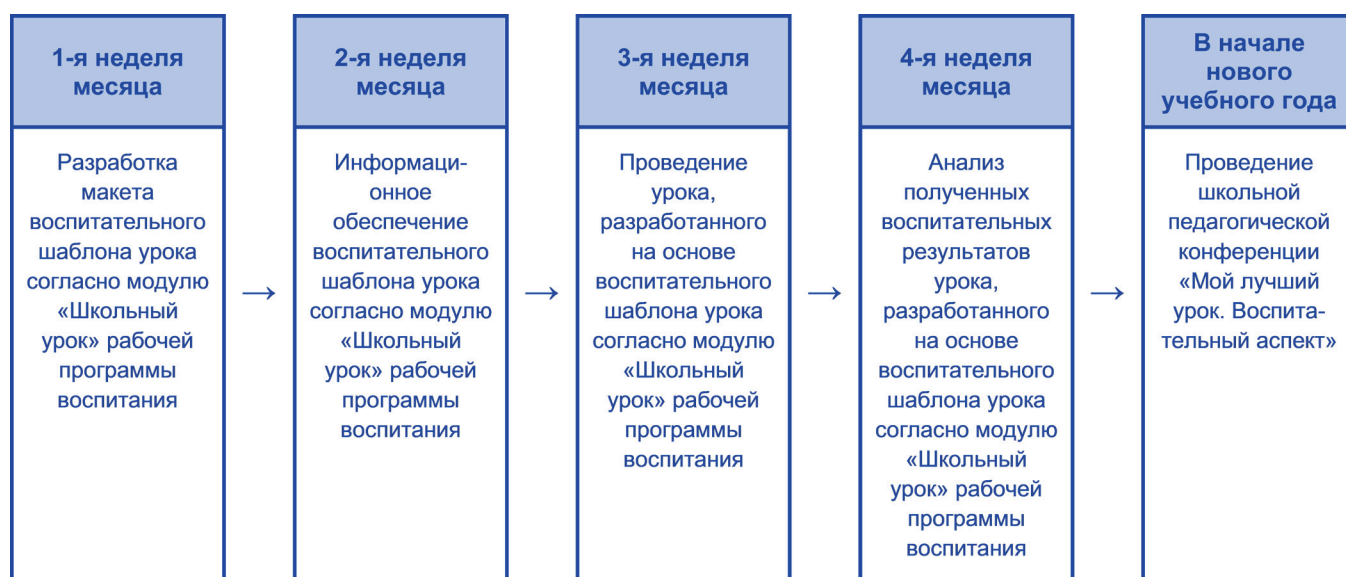 1-я неделя
месяца
Разработка
макета
воспитательного
шаблона урока
согласно модулю
«Школьный
урок» рабочей
программы
воспитания
→
2-я неделя
месяца
Информаци-
онное
обеспечение
воспитательного
шаблона урока
согласно модулю
«Школьный
урок» рабочей
программы
воспитания
→
3-я неделя
месяца
Проведение
урока,
разработанного
на основе
воспитательного
шаблона урока
согласно модулю
«Школьный
урок» рабочей
программы
воспитания
→
4-я неделя
месяца
Анализ
полученных
воспитательных
результатов
урока,
разработанного
на основе
воспитательного
шаблона урока
согласно модулю
«Школьный
урок» рабочей
программы
воспитания
→
В начале
нового
учебного года
Проведение
школьной
педагогической
конференции
«Мой лучший
урок. Воспита-
тельный аспект»